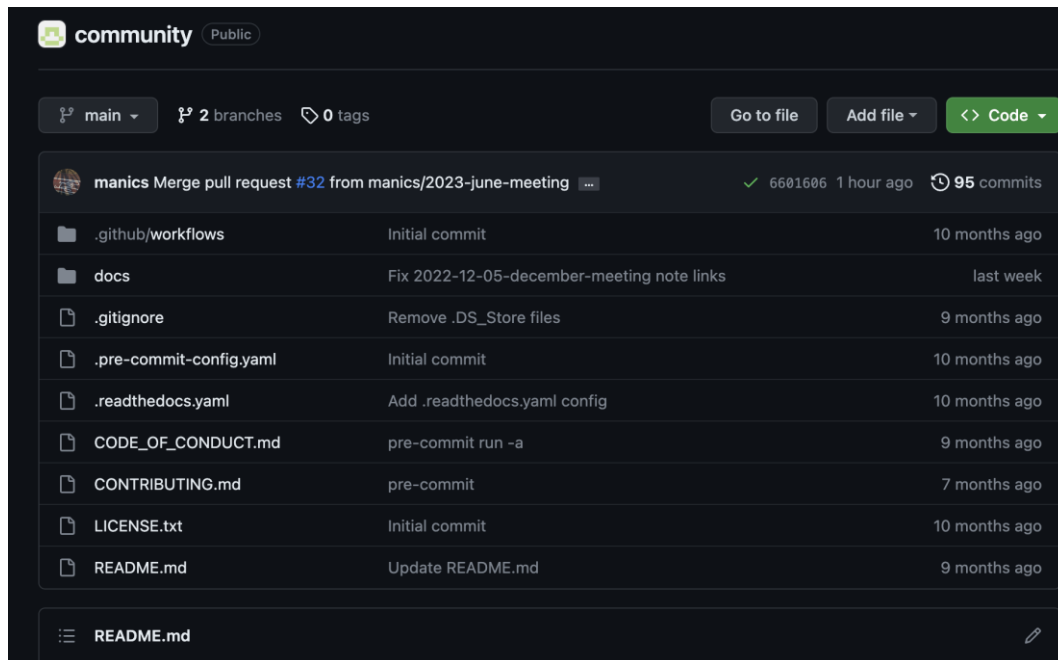 community Public
main 2 branches 0 tags Go to file Add file Code
manics Merge pull request #32 from manics/2023-june-meeting ... 6601606 1 hour ago 95 commits
.github/workflows Initial commit 10 months ago
docs Fix 2022-12-05-december-meeting note links last week
.gitignore Remove .DS_Store files 9 months ago
.pre-commit-config.yaml Initial commit 10 months ago
.readthedocs.yaml Add .readthedocs.yaml config 10 months ago
CODE_OF_CONDUCT.md pre-commit run -a 9 months ago
CONTRIBUTING.md pre-commit 7 months ago
LICENSE.txt Initial commit 10 months ago
README.md Update README.md 9 months ago
README.md